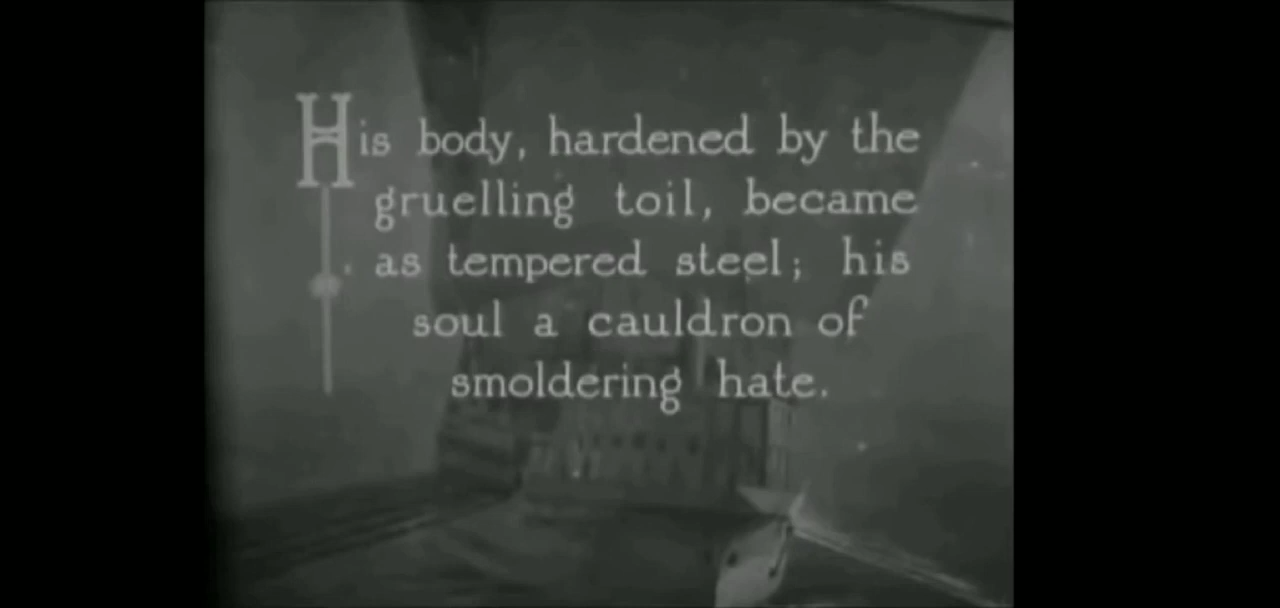 His body, hardened by the
gruelling toil, became
as tempered steel; his
soul a cauldron of
smoldering hate.